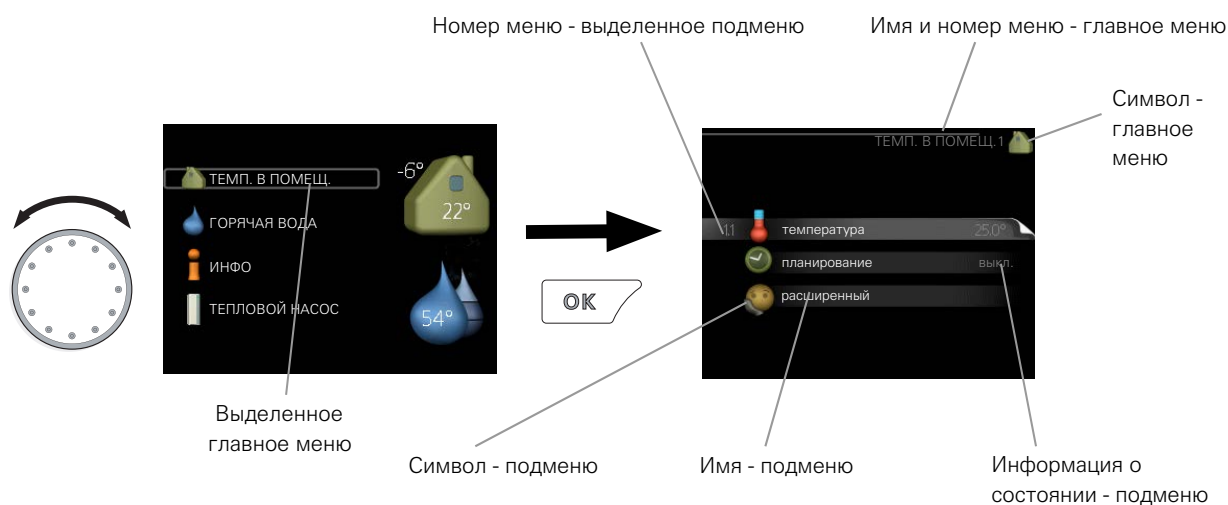 Номер меню - выделенное подменю
Имя и номер меню - главное меню
Символ -
главное
меню
ТЕМП. В ПОМЕЩ.
-6°
22°
ГОРЯЧАЯ ВОДА
ИНФО
ТЕПЛОВОЙ НАСОС
54°
OK
ТЕМП. В ПОМЕЩ.1
1.1
температура
25,0°
планирование
выкл.
расширенный
Выделенное
главное меню
Символ - подменю
Имя - подменю
Информация о
состоянии - подменю